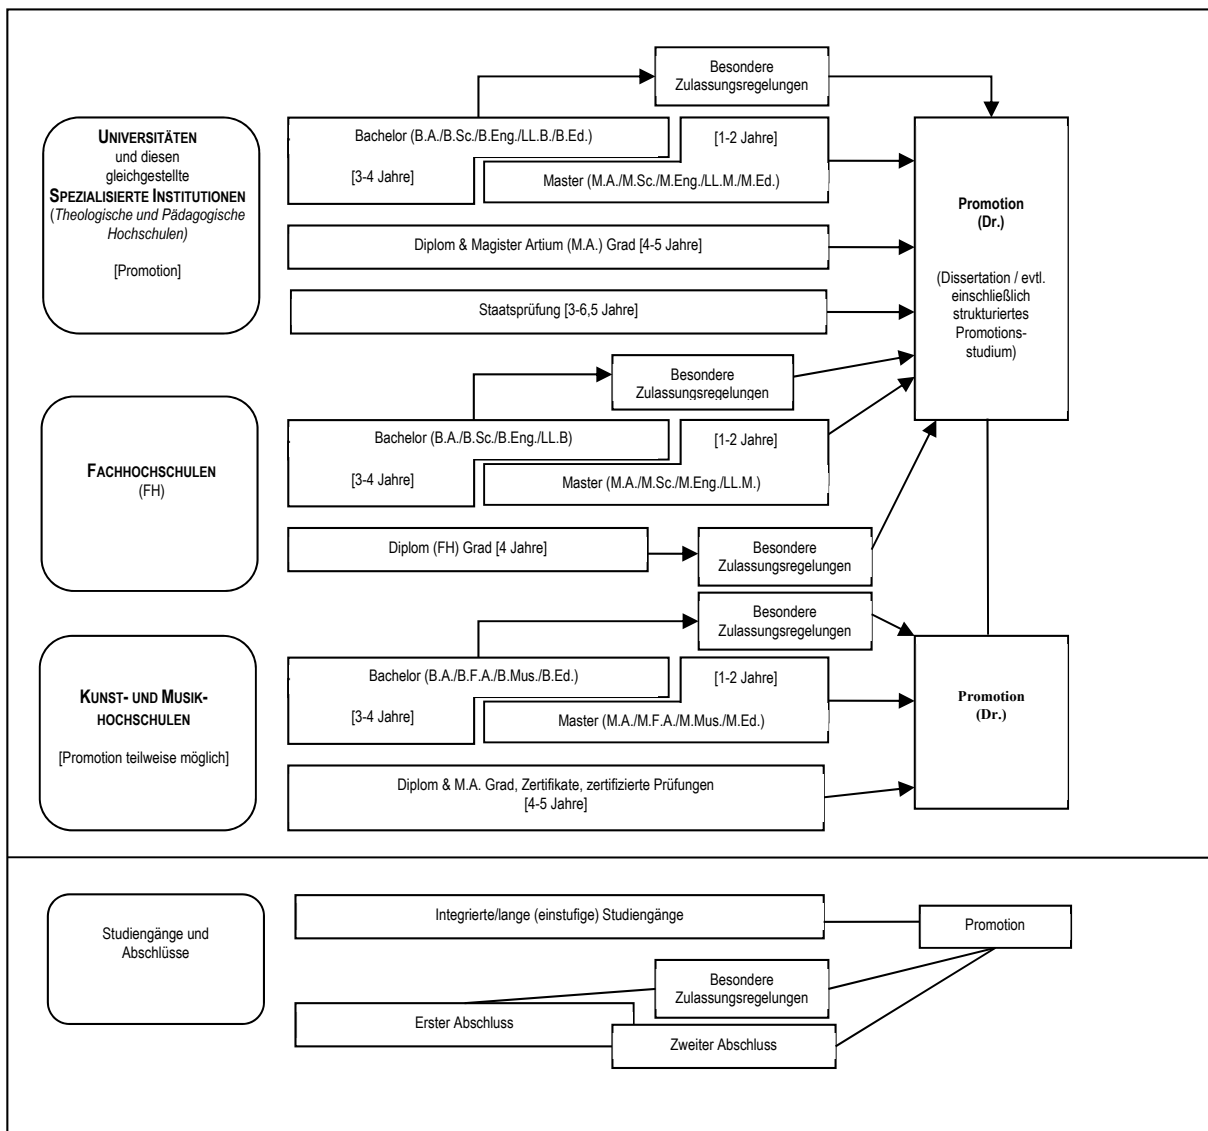 Besondere
Zulassungsregelungen
UNIVERSITÄTEN
und diesen
gleichgestellte
SPEZIALISIERTE INSTITUTIONEN
(Theologische und Pädagogische
Hochschulen)
[Promotion]
Bachelor (B.A./B.Sc./B.Eng./LL.B./B.Ed.)
[3-4 Jahre]
[1-2 Jahre]
Master (M.A./M.Sc./M.Eng./LL.M./M.Ed.)
Diplom & Magister Artium (M.A.) Grad [4-5 Jahre]
Staatsprüfung [3-6,5 Jahre]
Promotion
(Dr.)
(Dissertation / evtl.
einschließlich
strukturiertes
Promotions-
studium)
Besondere
Zulassungsregelungen
FACHHOCHSCHULEN
(FH)
Bachelor (B.A./B.Sc./B.Eng./LL.B)
[3-4 Jahre]
[1-2 Jahre]
Master (M.A./M.Sc./M.Eng./LL.M.)
Diplom (FH) Grad [4 Jahre]
Besondere
Zulassungsregelungen
Besondere
Zulassungsregelungen
KUNST- UND MUSIK-
HOCHSCHULEN
[Promotion teilweise möglich]
Bachelor (B.A./B.F.A./B.Mus./B.Ed.)
[3-4 Jahre]
[1-2 Jahre]
Master (M.A./M.F.A./M.Mus./M.Ed.)
Diplom & M.A. Grad, Zertifikate, zertifizierte Prüfungen
[4-5 Jahre]
Promotion
(Dr.)
Studiengänge und
Abschlüsse
Integrierte/lange (einstufige) Studiengänge
Promotion
Besondere
Zulassungsregelungen
Erster Abschluss
Zweiter Abschluss